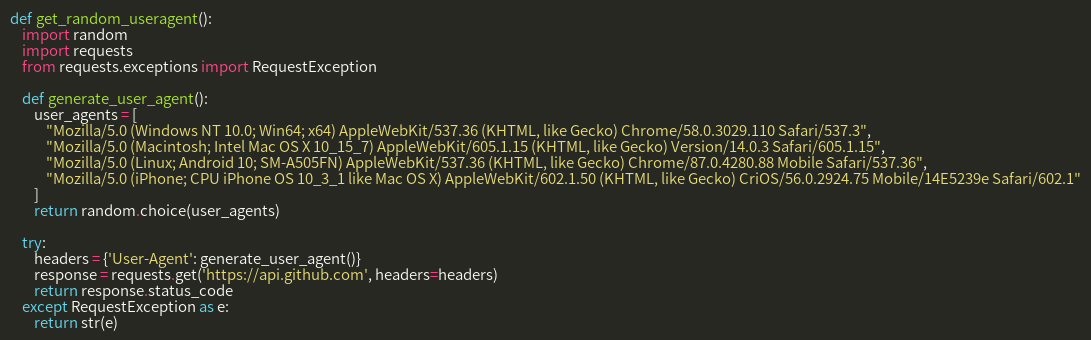 def get_random_useragent():
    import random
    import requests
    from requests.exceptions import RequestException

    def generate_user_agent():
        user_agents = [
            "Mozilla/5.0 (Windows NT 10.0; Win64; x64) AppleWebKit/537.36 (KHTML, like Gecko) Chrome/58.0.3029.110 Safari/537.3",
            "Mozilla/5.0 (Macintosh; Intel Mac OS X 10_15_7) AppleWebKit/605.1.15 (KHTML, like Gecko) Version/14.0.3 Safari/605.1.15",
            "Mozilla/5.0 (Linux; Android 10; SM-A505FN) AppleWebKit/537.36 (KHTML, like Gecko) Chrome/87.0.4280.88 Mobile Safari/537.36",
            "Mozilla/5.0 (iPhone; CPU iPhone OS 10_3_1 like Mac OS X) AppleWebKit/602.1.50 (KHTML, like Gecko) CriOS/56.0.2924.75 Mobile/14E5239e Safari/602.1"
        ]
        return random.choice(user_agents)

    try:
        headers = {'User-Agent': generate_user_agent()}
        response = requests.get('https://api.github.com', headers=headers)
        return response.status_code
    except RequestException as e:
        return str(e)